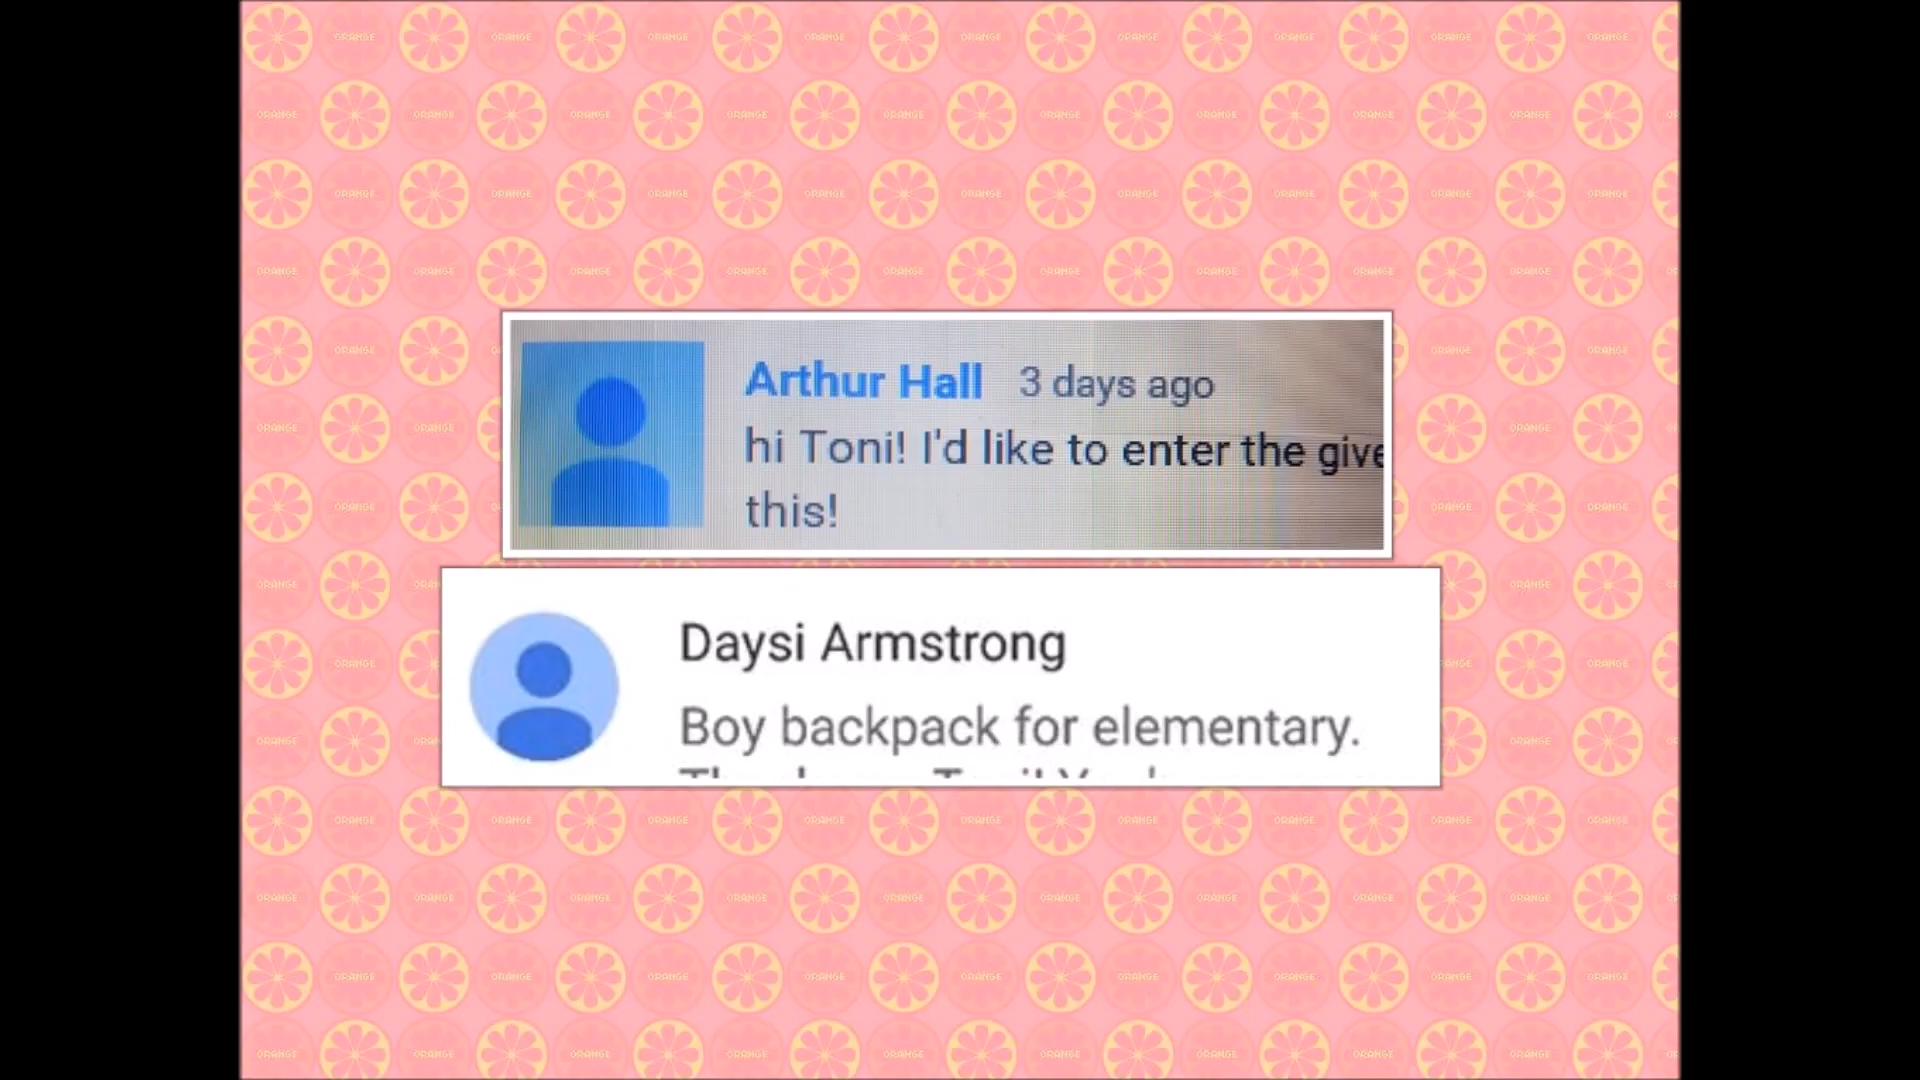 Arthur Hall 3 days ago
hi Toni! I'd like to enter the give
this!
Daysi Armstrong
Boy backpack for elementary.